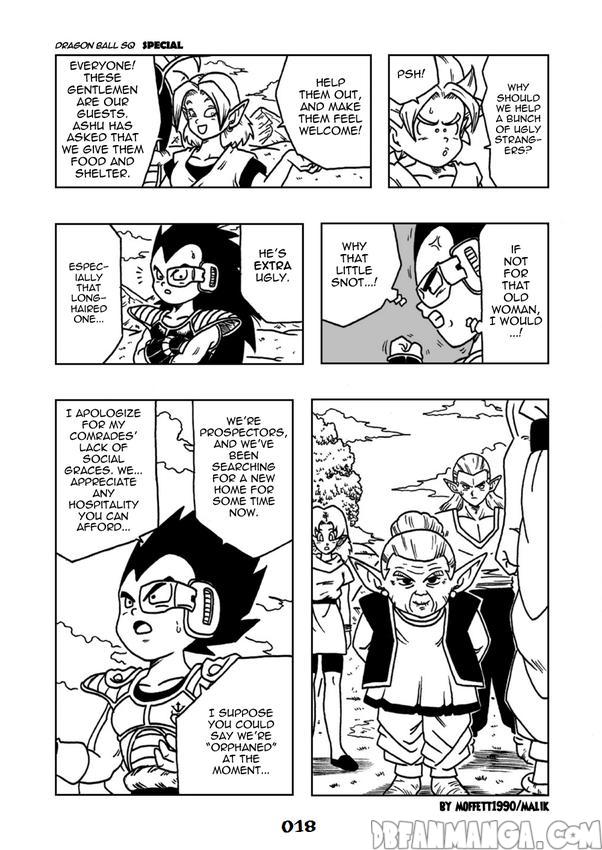 DRAGON BALL SQ SPECIAL
PSH!
WHY
SHOULD
WE HELP
A BUNCH
OF UGLY
STRANG-
ERS?
HELP
THEM OUT,
AND MAKE
THEM FEEL
WELCOME!
EVERYONE!
THESE
GENTLEMEN
ARE OUR
GUESTS.
ASHU HAS
ASKED THAT
WE GIVE THEM
FOOD AND
SHELTER.
IF
NOT FOR
THAT
OLD
WOMAN,
I WOULD
...!
WHY
THAT
LITTLE
SNOT...!
HE'S
EXTRA
UGLY.
ESPEC-
IALLY
THAT
LONG-
HAIRED
ONE...
WE'RE
PROSPECTORS,
AND WE'VE
BEEN
SEARCHING
FOR A NEW
HOME FOR
SOME TIME
NOW.
I APOLOGIZE
FOR MY
COMRADES'
LACK OF
SOCIAL
GRACES. WE...
APPRECIATE
ANY
HOSPITALITY
YOU CAN
AFFORD...
I SUPPOSE
YOU COULD
SAY WE'RE
"ORPHANED"
AT THE
MOMENT...
BY MOFFETT1990/MALIK
018
DBFANMANGA.COM